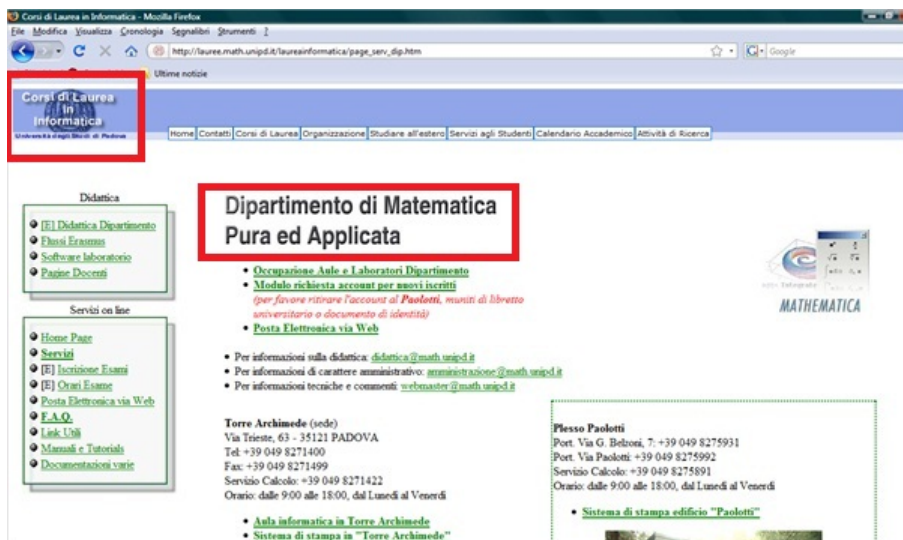 Corsi di Laurea in Informatica - Mozilla Firefox
File Modifica Visualizza Cronologia Segnalibri Strumenti ?
http://lauree.math.unipd.it/laureainformatica/page_serv_dip.htm
Google
Ultime notizie
Corsi di Laurea
in
Informatica
Università degli Studi di Padova
Home Contatti Corsi di Laurea Organizzazione Studiare all'estero Servizi agli Studenti Calendario Accademico Attività di Ricerca
Didattica
[E] Didattica Dipartimento
Flussi Erasmus
Software laboratorio
Pagine Docenti
Servizi on line
Home Page
Servizi
[E] Iscrizione Esami
[E] Orari Esame
Posta Elettronica via Web
F.A.Q.
Link Utili
Manuali e Tutorials
Documentazioni varie
Dipartimento di Matematica
Pura ed Applicata
Occupazione Aule e Laboratori Dipartimento
Modulo richiesta account per nuovi iscritti
(per favore ritirare l'account al Paolotti, muniti di libretto
universitario o documento di identità)
Posta Elettronica via Web
Per informazioni sulla didattica: didattica@math.unipd.it
Per informazioni di carattere amministrativo: amministrazione@math.unipd.it
Per informazioni tecniche e commenti: webmaster@math.unipd.it
MATHEMATICA
Torre Archimede (sede)
Via Trieste, 63 - 35121 PADOVA
Tel: +39 049 8271400
Fax: +39 049 8271499
Servizio Calcolo: +39 049 8271422
Orario: dalle 9:00 alle 18:00, dal Lunedì al Venerdì
Aula informatica in Torre Archimede
Sistema di stampa in "Torre Archimede"
Plesso Paolotti
Port. Via G. Belzoni, 7: +39 049 8275931
Port. Via Paolotti: +39 049 8275992
Servizio Calcolo: +39 049 8275891
Orario: dalle 9:00 alle 18:00, dal Lunedì al Venerdì
Sistema di stampa edificio "Paolotti"